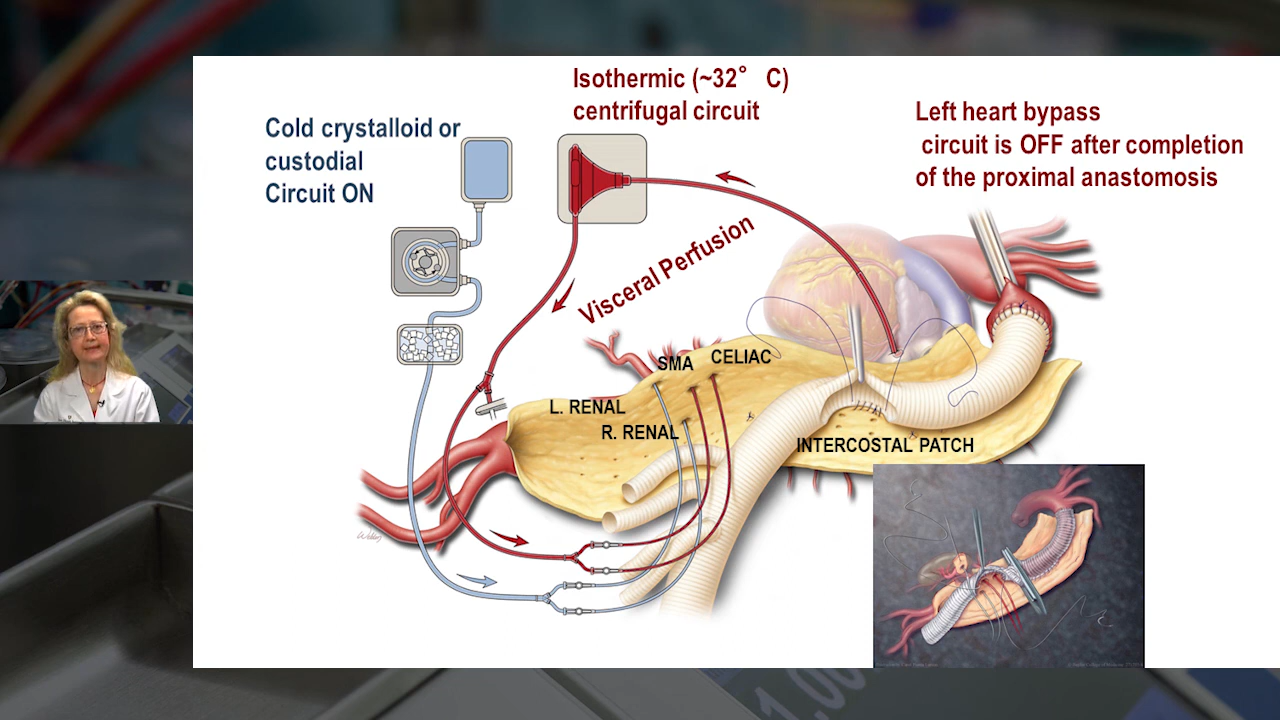 Isothermic (~32° C)
centrifugal circuit
Cold crystalloid or
custodial
Circuit ON
Left heart bypass
circuit is OFF after completion
of the proximal anastomosis
Visceral Perfusion
SMA
CELIAC
L. RENAL
R. RENAL
INTERCOSTAL PATCH